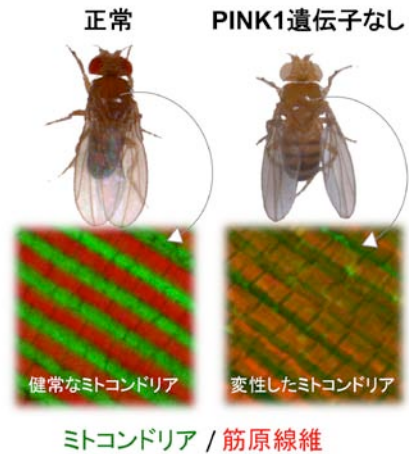 正常
PINK1遺伝子なし
健常なミトコンドリア
変性したミトコンドリア
ミトコンドリア / 筋原線維